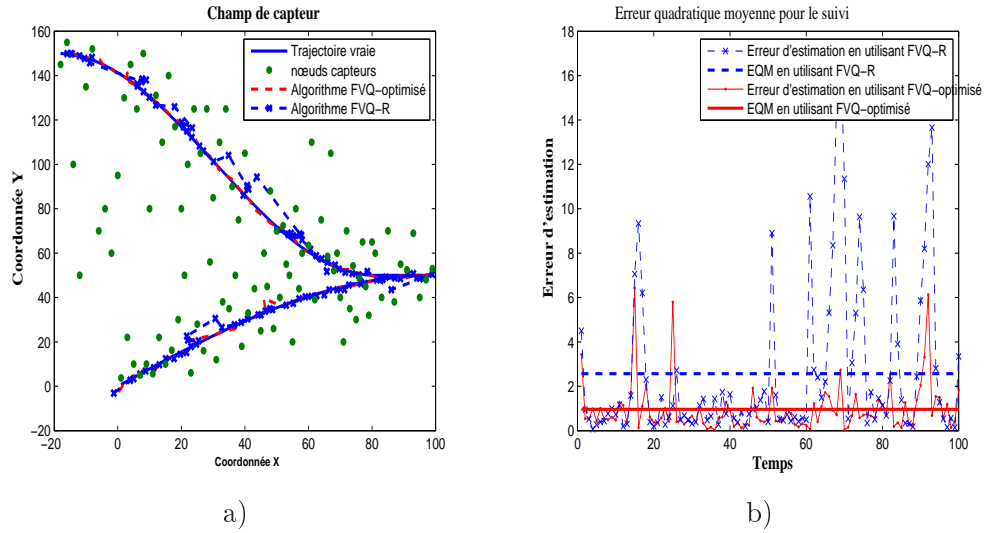 Champ de capteur
160
140
120
100
80
60
40
20
0
−20
Coordonnée Y
−20 0 20 40 60 80 100
Coordonnée X
Trajectoire vraie
nœuds capteurs
Algorithme FVQ−optimisé
Algorithme FVQ−R
a)
Erreur quadratique moyenne pour le suivi
18
16
14
12
10
8
6
4
2
0
Erreur d'estimation
0 20 40 60 80 100
Temps
Erreur d'estimation en utilisant FVQ−R
EQM en utilisant FVQ−R
Erreur d'estimation en utilisant FVQ−optimisé
EQM en utilisant FVQ−optimisé
b)